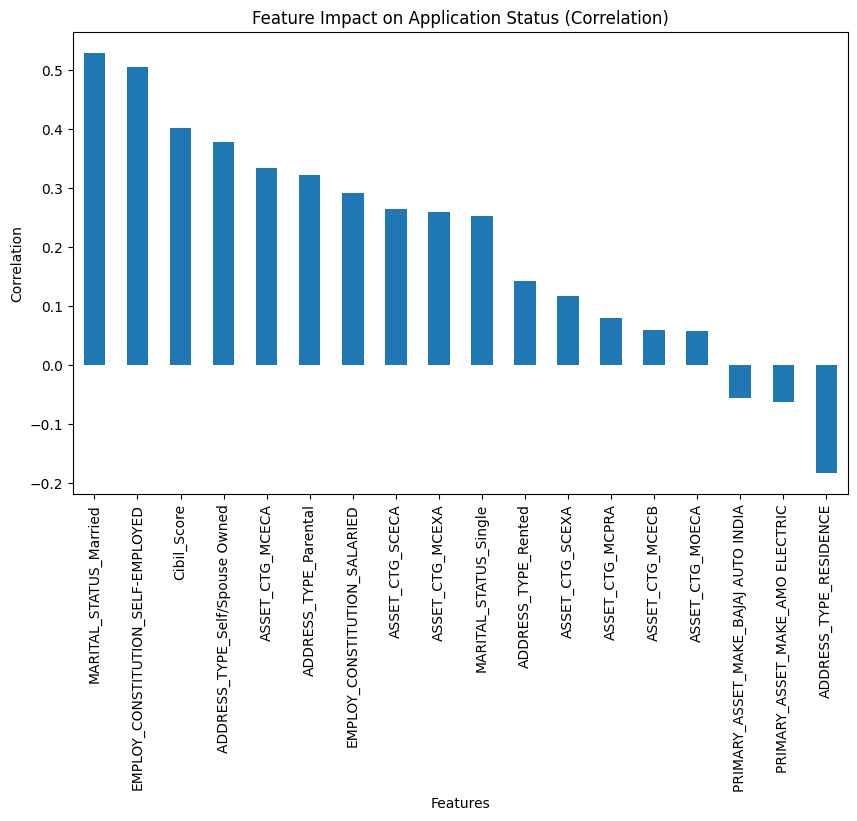 Feature Impact on Application Status (Correlation)
Correlation
0.5
0.4
0.3
0.2
0.1
0.0
−0.1
−0.2
MARITAL_STATUS_Married
EMPLOY_CONSTITUTION_SELF-EMPLOYED
Cibil_Score
ADDRESS_TYPE_Self/Spouse Owned
ASSET_CTG_MCECA
ADDRESS_TYPE_Parental
EMPLOY_CONSTITUTION_SALARIED
ASSET_CTG_SCECA
ASSET_CTG_MCEXA
MARITAL_STATUS_Single
ADDRESS_TYPE_Rented
ASSET_CTG_SCEXA
ASSET_CTG_MCPRA
ASSET_CTG_MCECB
ASSET_CTG_MOECA
PRIMARY_ASSET_MAKE_BAJAJ AUTO INDIA
PRIMARY_ASSET_MAKE_AMO ELECTRIC
ADDRESS_TYPE_RESIDENCE
Features